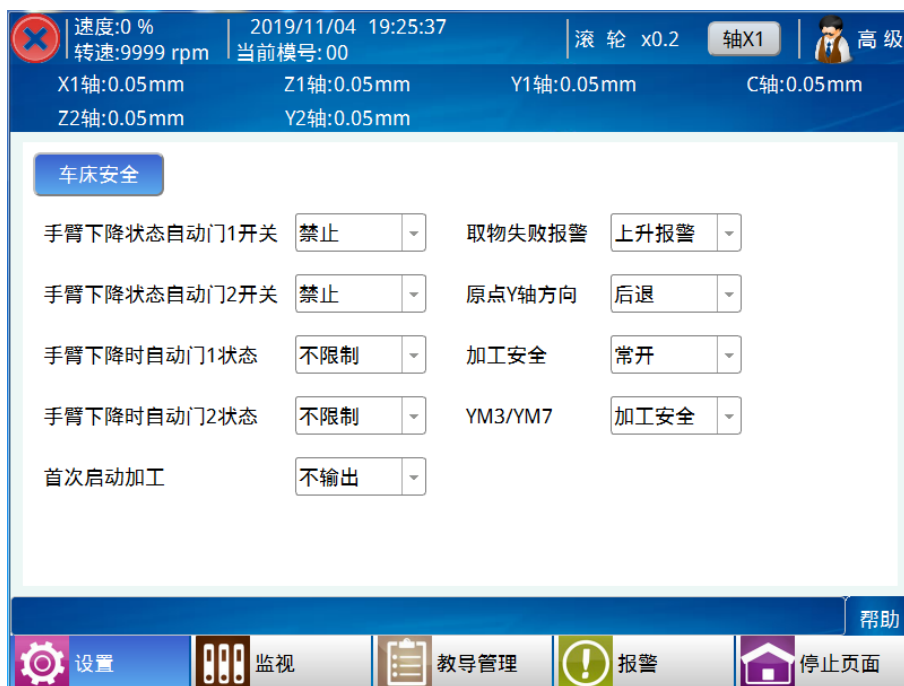 速度:0 % 2019/11/04 19:25:37 滚 轮 x0.2 轴X1 高 级
转速:9999 rpm 当前模号:00
X1轴:0.05mm Z1轴:0.05mm Y1轴:0.05mm C轴:0.05mm
Z2轴:0.05mm Y2轴:0.05mm
车床安全
手臂下降状态自动门1开关 禁止 取物失败报警 上升报警
手臂下降状态自动门2开关 禁止 原点Y轴方向 后退
手臂下降时自动门1状态 不限制 加工安全 常开
手臂下降时自动门2状态 不限制 YM3/YM7 加工安全
首次启动加工 不输出
帮助
设置 监视 教导管理 报警 停止页面